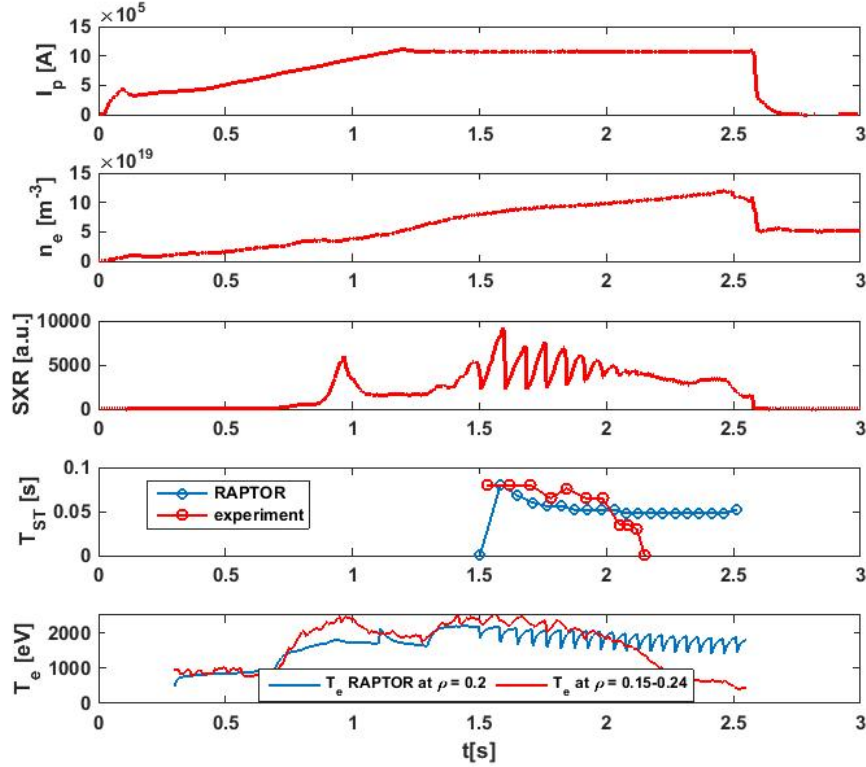 ×10⁵
15
10
5
0
I_p [A]
0 0.5 1 1.5 2 2.5 3
×10¹⁹
15
10
5
0
n_e [m⁻³]
0 0.5 1 1.5 2 2.5 3
10000
5000
0
SXR [a.u.]
0 0.5 1 1.5 2 2.5 3
0.1
0.05
0
T_ST [s]
RAPTOR
experiment
0 0.5 1 1.5 2 2.5 3
2000
1000
0
T_e [eV]
T_e RAPTOR at ρ = 0.2 T_e at ρ = 0.15-0.24
0 0.5 1 1.5 2 2.5 3
t[s]